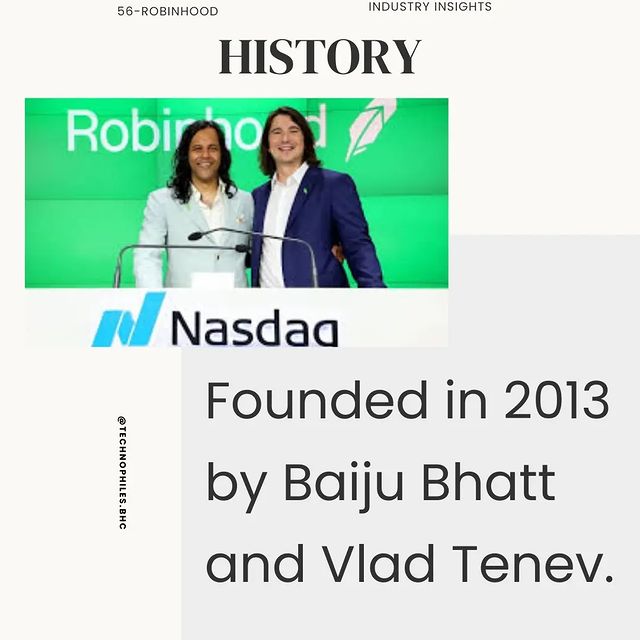 56-ROBINHOOD
INDUSTRY INSIGHTS
HISTORY
Robinhood
Nasdaq
@TECHNOPHILES.BHC
Founded in 2013
by Baiju Bhatt
and Vlad Tenev.